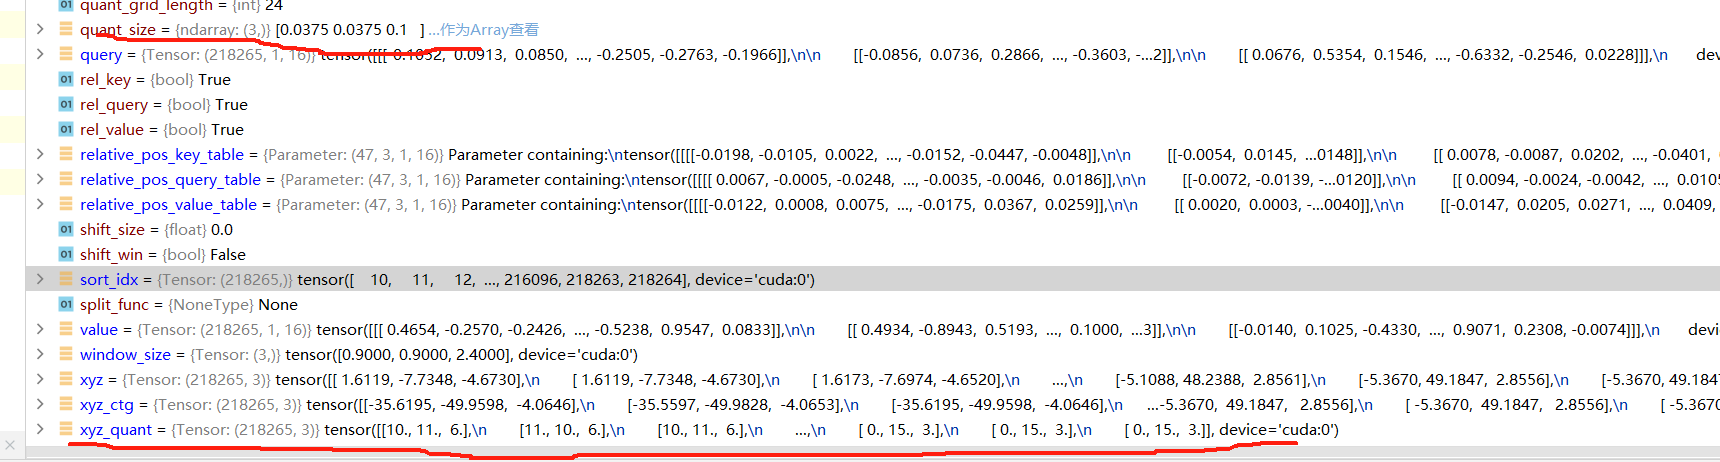 01 quant_grid_length = {int} 24
quant_size = {ndarray: (3,)} [0.0375 0.0375 0.1   ] ...作为Array查看
query = {Tensor: (218265, 1, 16)} tensor([[[-0.1052,  0.0913,  0.0850,  ..., -0.2505, -0.2763, -0.1966]],\n\n        [[-0.0856,  0.0736,  0.2866,  ..., -0.3603, -...2]],\n\n        [[ 0.0676,  0.5354,  0.1546,  ..., -0.6332, -0.2546,  0.0228]]],\n       devic
01 rel_key = {bool} True
01 rel_query = {bool} True
01 rel_value = {bool} True
relative_pos_key_table = {Parameter: (47, 3, 1, 16)} Parameter containing:\ntensor([[[[-0.0198, -0.0105,  0.0022,  ..., -0.0152, -0.0447, -0.0048]],\n\n         [[-0.0054,  0.0145, ...0148]],\n\n         [[ 0.0078, -0.0087,  0.0202,  ..., -0.0401,
relative_pos_query_table = {Parameter: (47, 3, 1, 16)} Parameter containing:\ntensor([[[[ 0.0067, -0.0005, -0.0248,  ..., -0.0035, -0.0046,  0.0186]],\n\n         [[-0.0072, -0.0139, -...0120]],\n\n         [[ 0.0094, -0.0024, -0.0042,  ...,  0.0105
relative_pos_value_table = {Parameter: (47, 3, 1, 16)} Parameter containing:\ntensor([[[[-0.0122,  0.0008,  0.0075,  ..., -0.0175,  0.0367,  0.0259]],\n\n         [[ 0.0020,  0.0003, -...0040]],\n\n         [[-0.0147,  0.0205,  0.0271,  ...,  0.0409,
01 shift_size = {float} 0.0
01 shift_win = {bool} False
sort_idx = {Tensor: (218265,)} tensor([    10,     11,     12,  ..., 216096, 218263, 218264], device='cuda:0')
01 split_func = {NoneType} None
value = {Tensor: (218265, 1, 16)} tensor([[[ 0.4654, -0.2570, -0.2426,  ..., -0.5238,  0.9547,  0.0833]],\n\n        [[ 0.4934, -0.8943,  0.5193,  ...,  0.1000, ...3]],\n\n        [[-0.0140,  0.1025, -0.4330,  ...,  0.9071,  0.2308, -0.0074]]],\n       devi
window_size = {Tensor: (3,)} tensor([0.9000, 0.9000, 2.4000], device='cuda:0')
xyz = {Tensor: (218265, 3)} tensor([[ 1.6119, -7.7348, -4.6730],\n        [ 1.6119, -7.7348, -4.6730],\n        [ 1.6173, -7.6974, -4.6520],\n        ...,\n        [-5.1088, 48.2388,  2.8561],\n        [-5.3670, 49.1847,  2.8556],\n        [-5.3670, 49.1847
xyz_ctg = {Tensor: (218265, 3)} tensor([[-35.6195, -49.9598,  -4.0646],\n        [-35.5597, -49.9828,  -4.0653],\n        [-35.6195, -49.9598,  -4.0646],\n        ...-5.3670,  49.1847,   2.8556],\n        [ -5.3670,  49.1847,   2.8556],\n        [ -5.3670
xyz_quant = {Tensor: (218265, 3)} tensor([[10., 11.,  6.],\n        [11., 10.,  6.],\n        [10., 11.,  6.],\n        ...,\n        [ 0., 15.,  3.],\n        [ 0., 15.,  3.],\n        [ 0., 15.,  3.]], device='cuda:0')